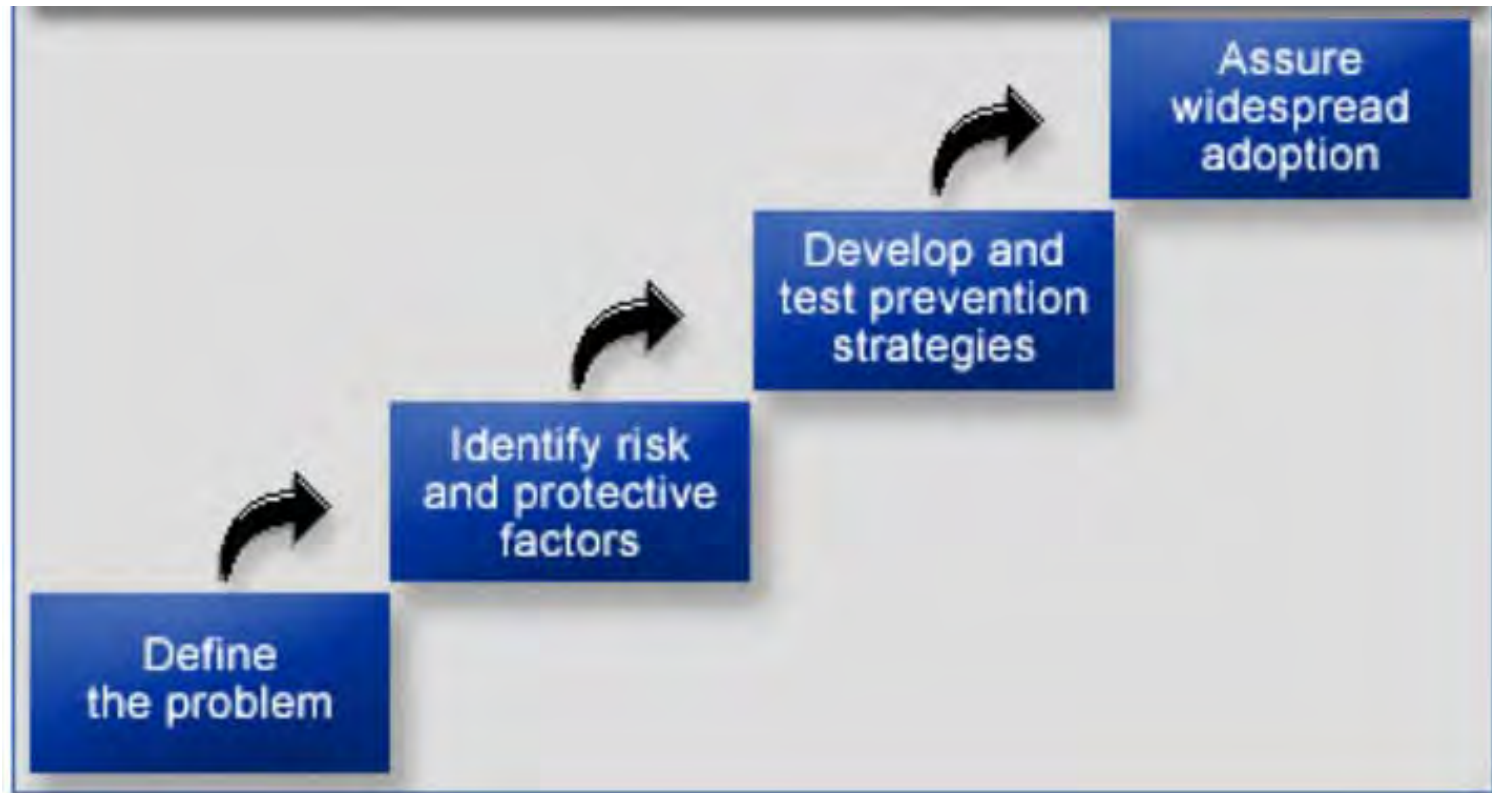 Assure
widespread
adoption
Develop and
test prevention
strategies
Identify risk
and protective
factors
Define
the problem